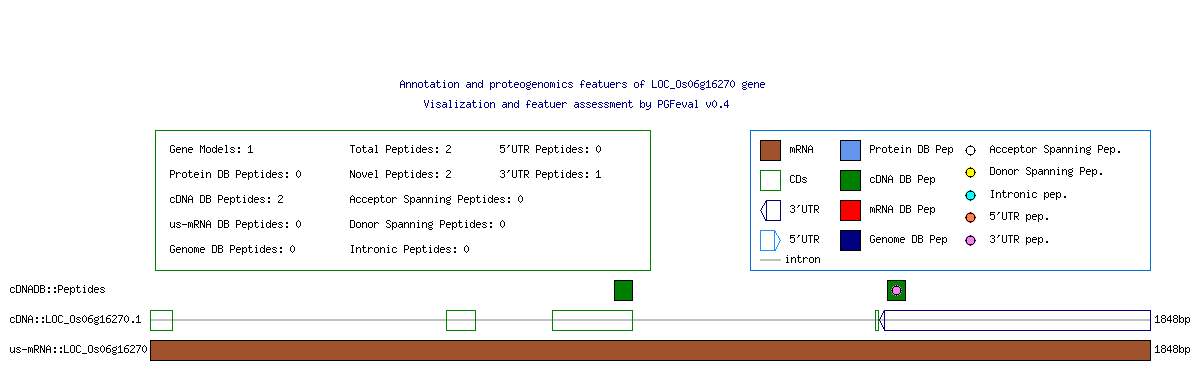 Annotation and proteogenomics featuers of LOC_Os06g16270 gene
Visalization and featuer assessment by PGFeval v0.4
Gene Models: 1 Total Peptides: 2 5'UTR Peptides: 0
Protein DB Peptides: 0 Novel Peptides: 2 3'UTR Peptides: 1
cDNA DB Peptides: 2 Acceptor Spanning Peptides: 0
us-mRNA DB Peptides: 0 Donor Spanning Peptides: 0
Genome DB Peptides: 0 Intronic Peptides: 0
mRNA Protein DB Pep Acceptor Spanning Pep.
CDs cDNA DB Pep Donor Spanning Pep.
3'UTR mRNA DB Pep Intronic pep.
5'UTR Genome DB Pep 5'UTR pep.
intron 3'UTR pep.
cDNADB::Peptides
cDNA::LOC_Os06g16270.1 1848bp
us-mRNA::LOC_Os06g16270 1848bp